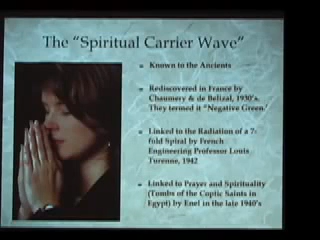 The "Spiritual Carrier Wave"
Known to the Ancients
Rediscovered in France by
Chaumery & de Belizal, 1930's.
They termed it "Negative Green.'
Linked to the Radiation of a 7-
fold Spiral by French
Engineering Professor Louis
Turenne, 1942
Linked to Prayer and Spirituality
(Tombs of the Coptic Saints in
Egypt) by Enel in the late 1940's